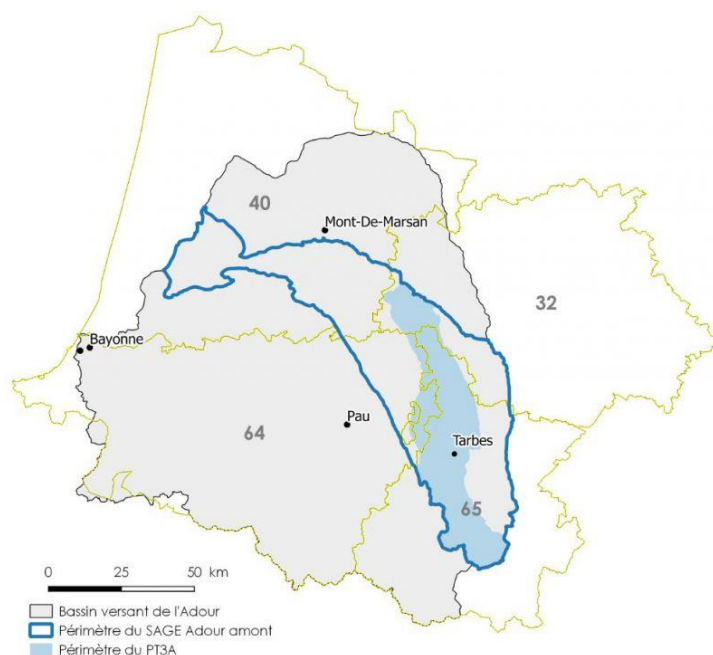 40
Mont-De-Marsan
32
Bayonne
Pau
64
Tarbes
65
0 25 50 km
Bassin versant de l'Adour
Périmètre du SAGE Adour amont
Périmètre du PT3A